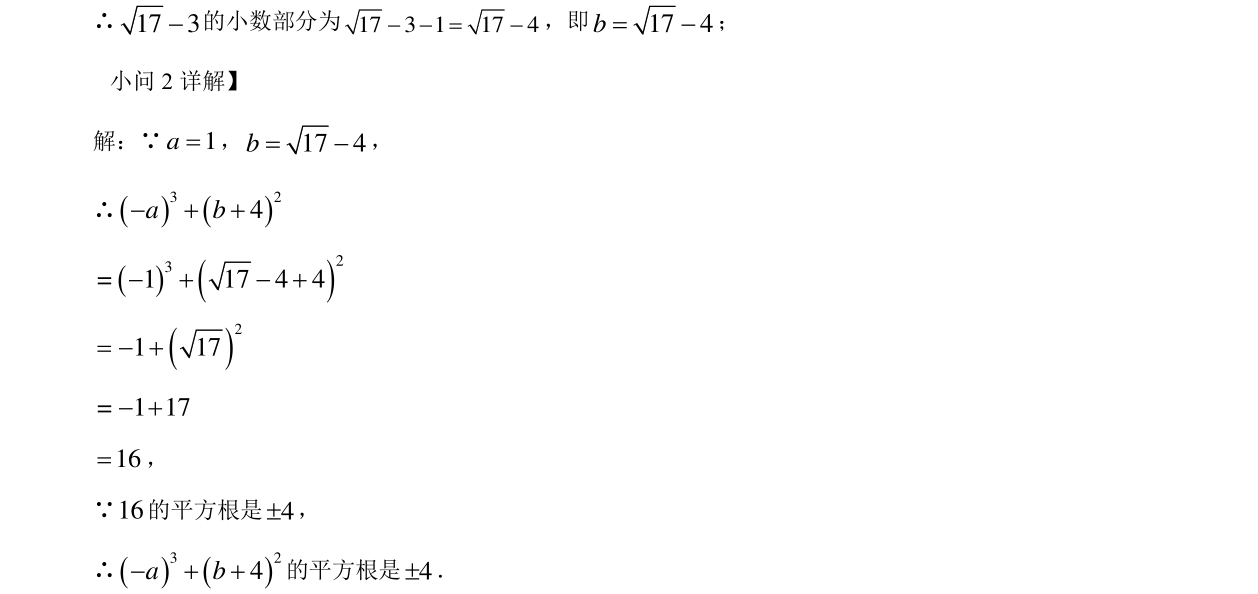 ∴√17−3的小数部分为√17−3−1=√17−4，即b=√17−4；
小问 2 详解】
解：∵a=1，b=√17−4，
∴(−a)³+(b+4)²
=(−1)³+(√17−4+4)²
=−1+(√17)²
=−1+17
=16，
∵16的平方根是±4，
∴(−a)³+(b+4)²的平方根是±4．